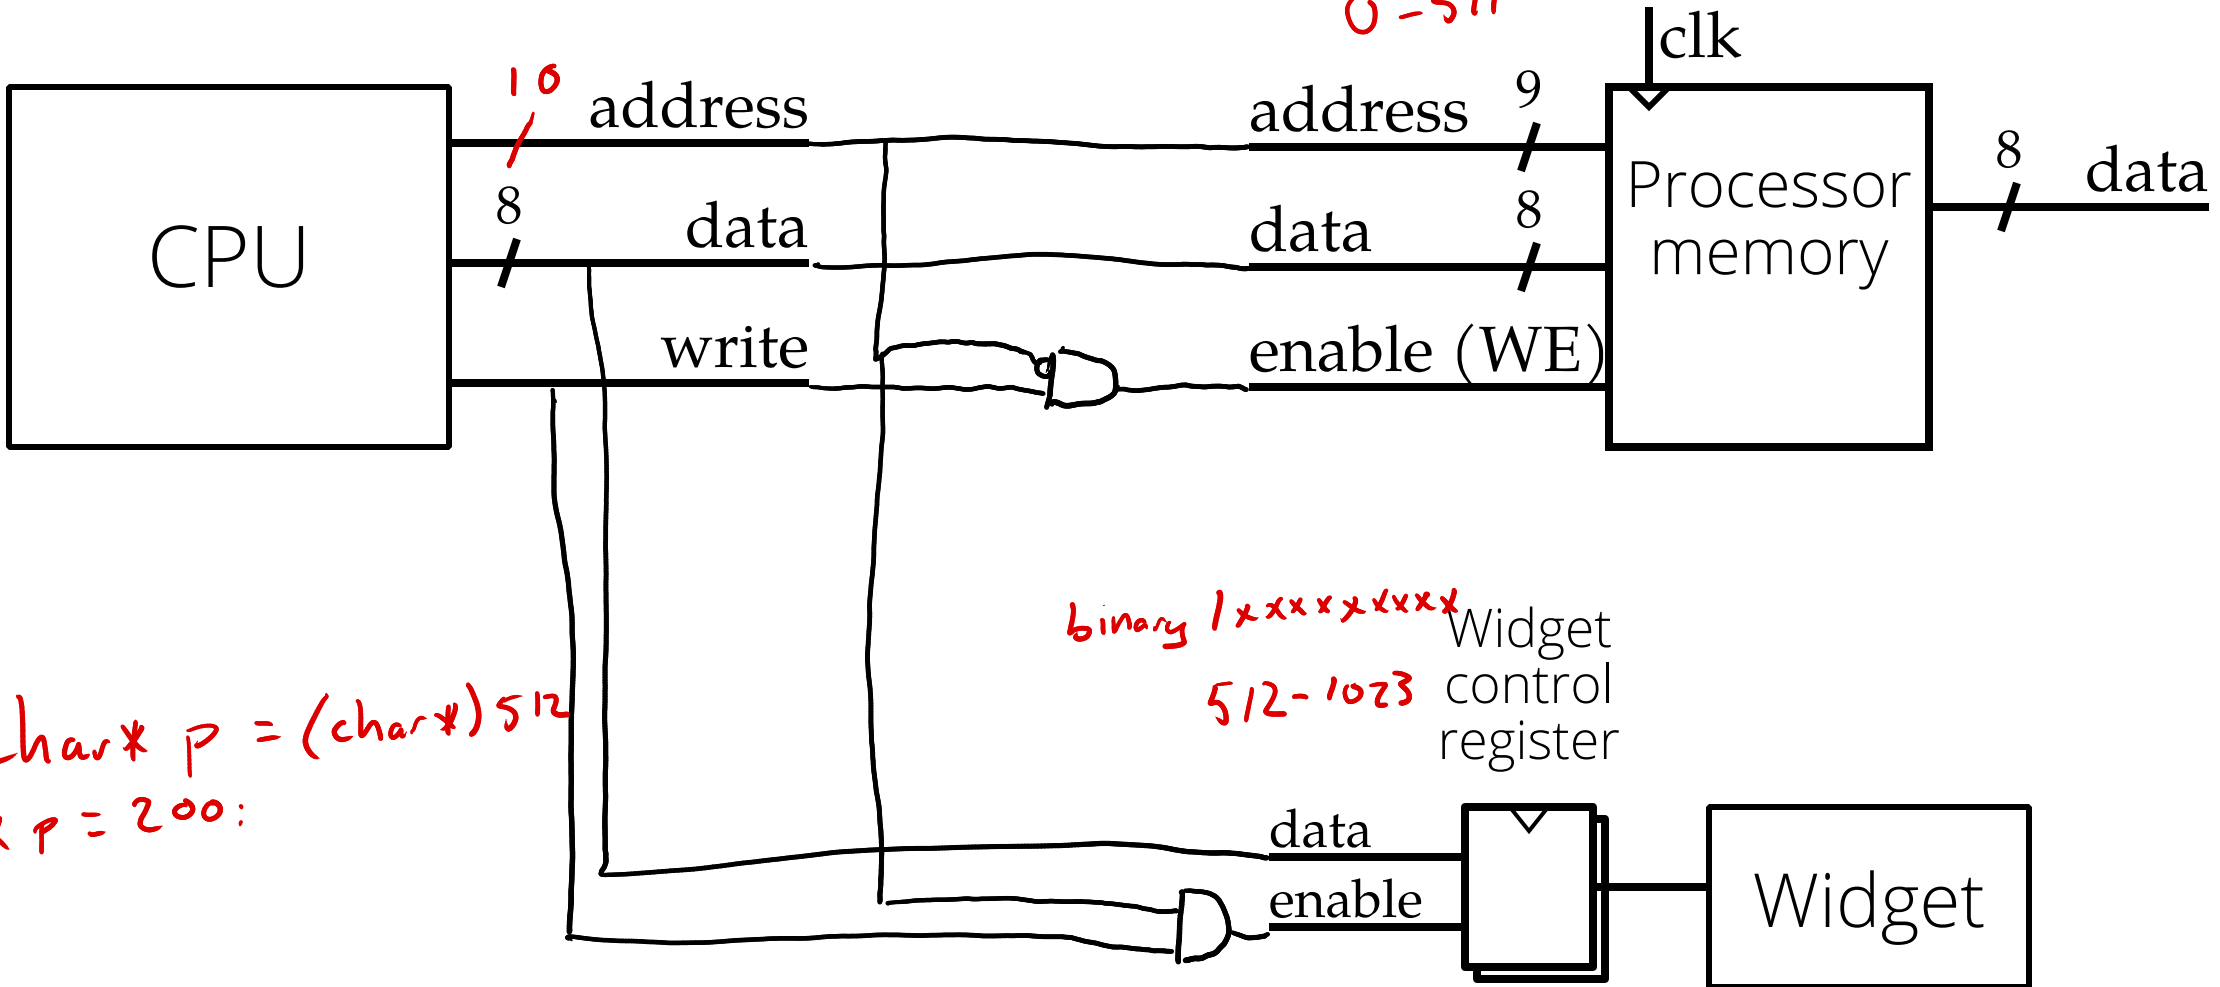 0 - 511
clk
10
address
address
9
8
data
data
8
8
data
CPU
Processor
memory
write
enable (WE)
binary 1xxxxxxxxx
512-1023
Widget
control
register
char* p = (char*) 512
* p = 200;
data
enable
Widget